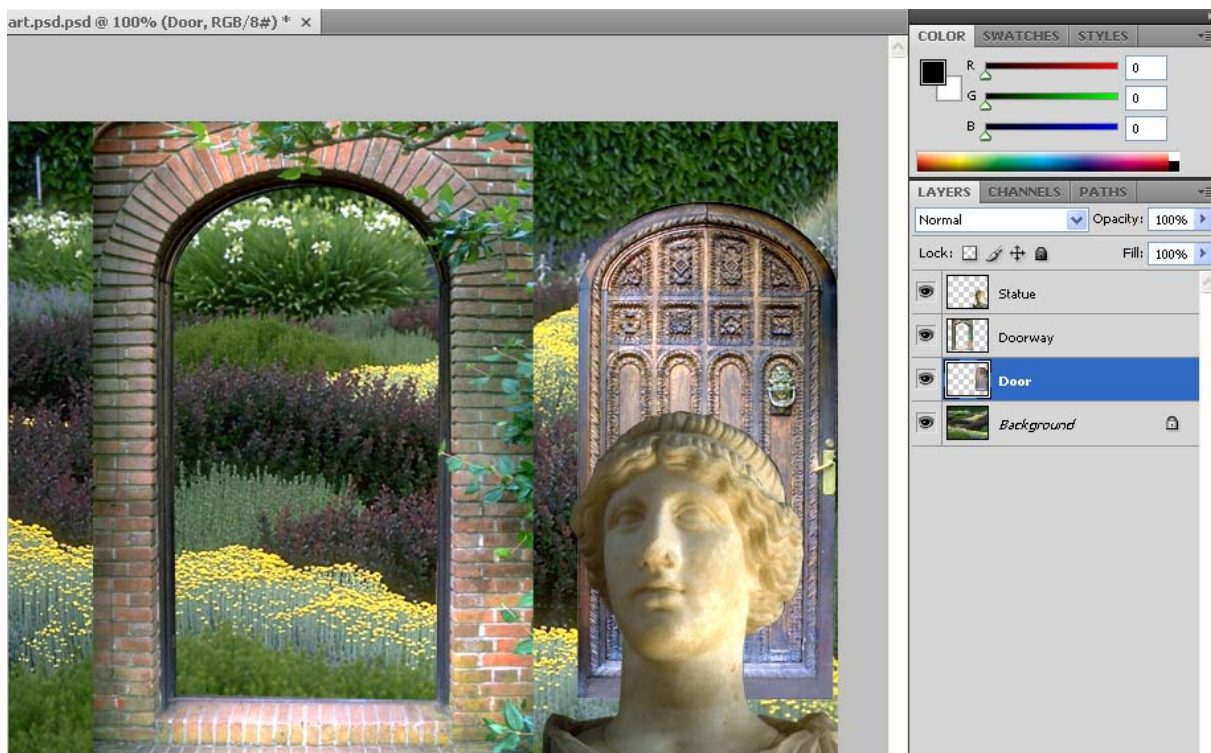 art.psd.psd @ 100% (Door, RGB/8#) * ×
COLOR SWATCHES STYLES
R 0
G 0
B 0
LAYERS CHANNELS PATHS
Normal Opacity: 100%
Lock: Fill: 100%
Statue
Doorway
Door
Background